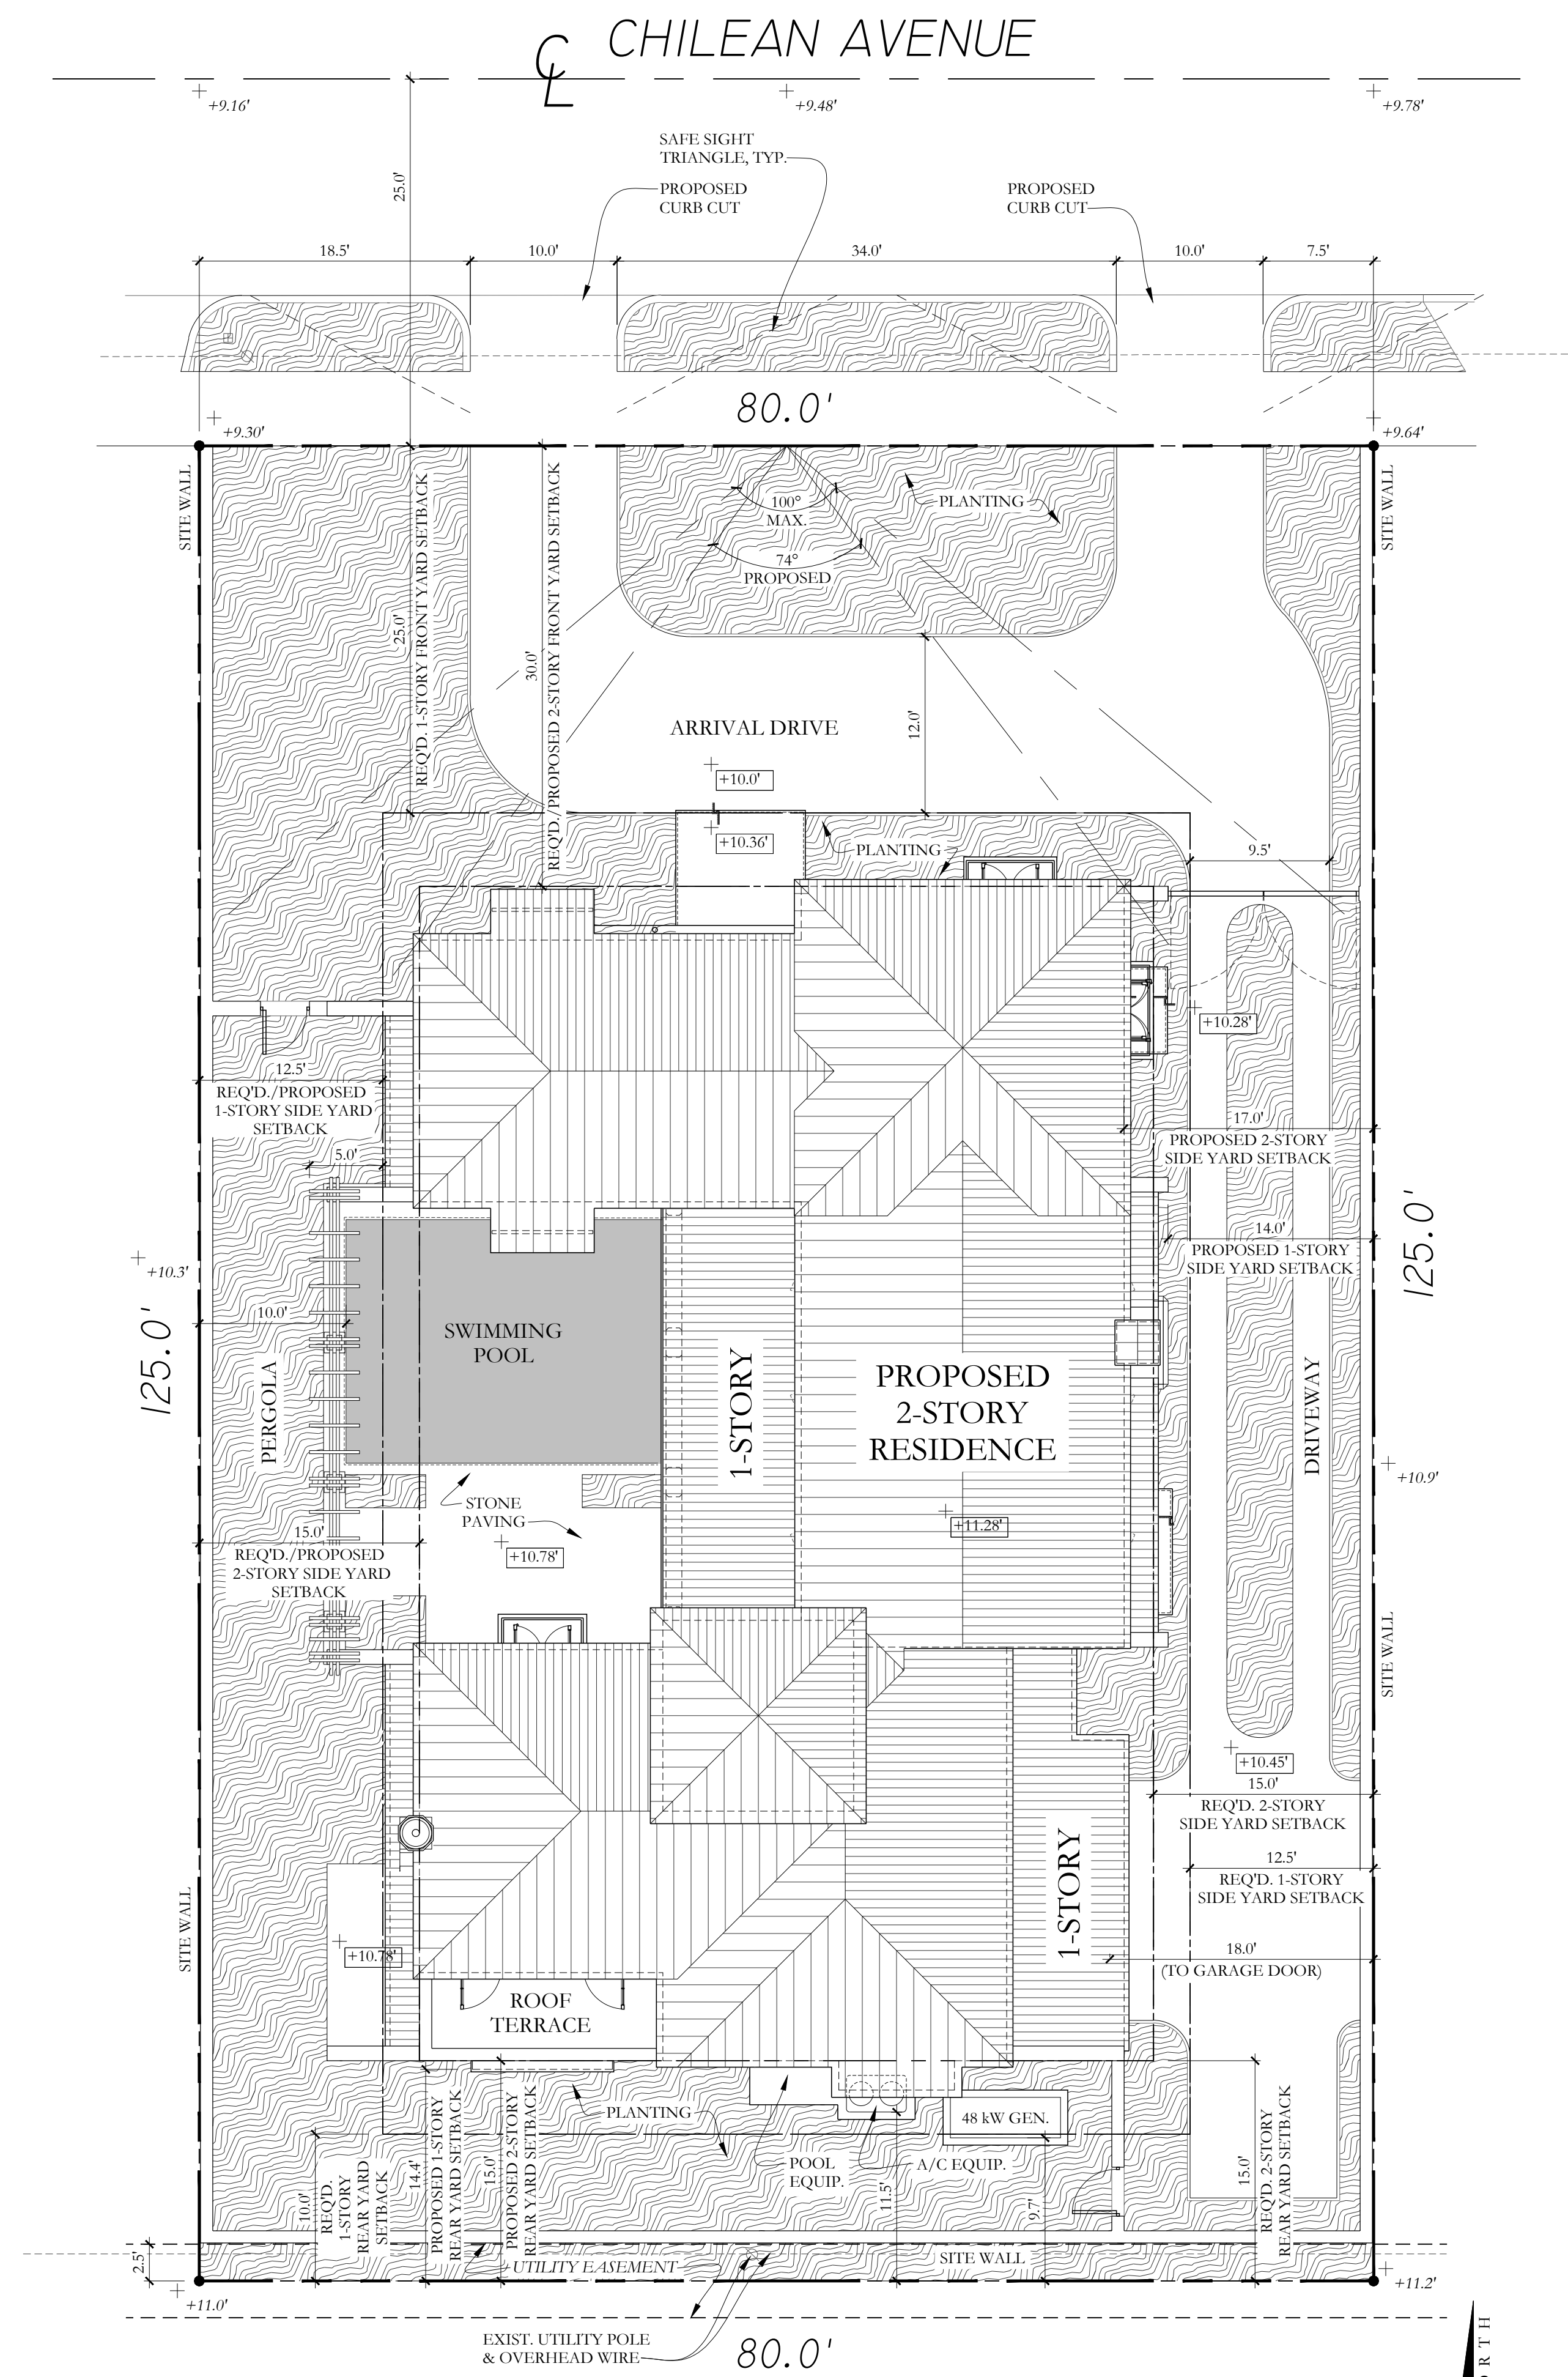 ℄ CHILEAN AVENUE
+9.16'
+9.48'
+9.78'
SAFE SIGHT
TRIANGLE, TYP.
PROPOSED
CURB CUT
PROPOSED
CURB CUT
25.0'
18.5'
10.0'
34.0'
10.0'
7.5'
80.0'
+9.30'
+9.64'
SITE WALL
SITE WALL
100°
MAX.
74°
PROPOSED
PLANTING
25.0'
REQ'D. 1-STORY FRONT YARD SETBACK
30.0'
REQ'D./PROPOSED 2-STORY FRONT YARD SETBACK
ARRIVAL DRIVE
12.0'
+10.0'
+10.36'
PLANTING
9.5'
+10.28'
12.5'
REQ'D./PROPOSED
1-STORY SIDE YARD
SETBACK
17.0'
PROPOSED 2-STORY
SIDE YARD SETBACK
5.0'
14.0'
PROPOSED 1-STORY
SIDE YARD SETBACK
+10.3'
125.0'
125.0'
10.0'
PERGOLA
SWIMMING
POOL
1-STORY
PROPOSED
2-STORY
RESIDENCE
DRIVEWAY
+10.9'
STONE
PAVING
+10.78'
+11.28'
15.0'
REQ'D./PROPOSED
2-STORY SIDE YARD
SETBACK
SITE WALL
+10.45'
15.0'
REQ'D. 2-STORY
SIDE YARD SETBACK
12.5'
REQ'D. 1-STORY
SIDE YARD SETBACK
1-STORY
SITE WALL
+10.78'
18.0'
(TO GARAGE DOOR)
ROOF
TERRACE
PLANTING
48 kW GEN.
POOL
EQUIP.
A/C EQUIP.
10.0'
REQ'D.
1-STORY
REAR YARD
SETBACK
14.4'
PROPOSED 1-STORY
REAR YARD SETBACK
15.0'
PROPOSED 2-STORY
REAR YARD SETBACK
11.5'
9.7'
15.0'
REQ'D. 2-STORY
REAR YARD SETBACK
2.5'
UTILITY EASEMENT
SITE WALL
+11.0'
+11.2'
EXIST. UTILITY POLE
& OVERHEAD WIRE
80.0'
ORTH